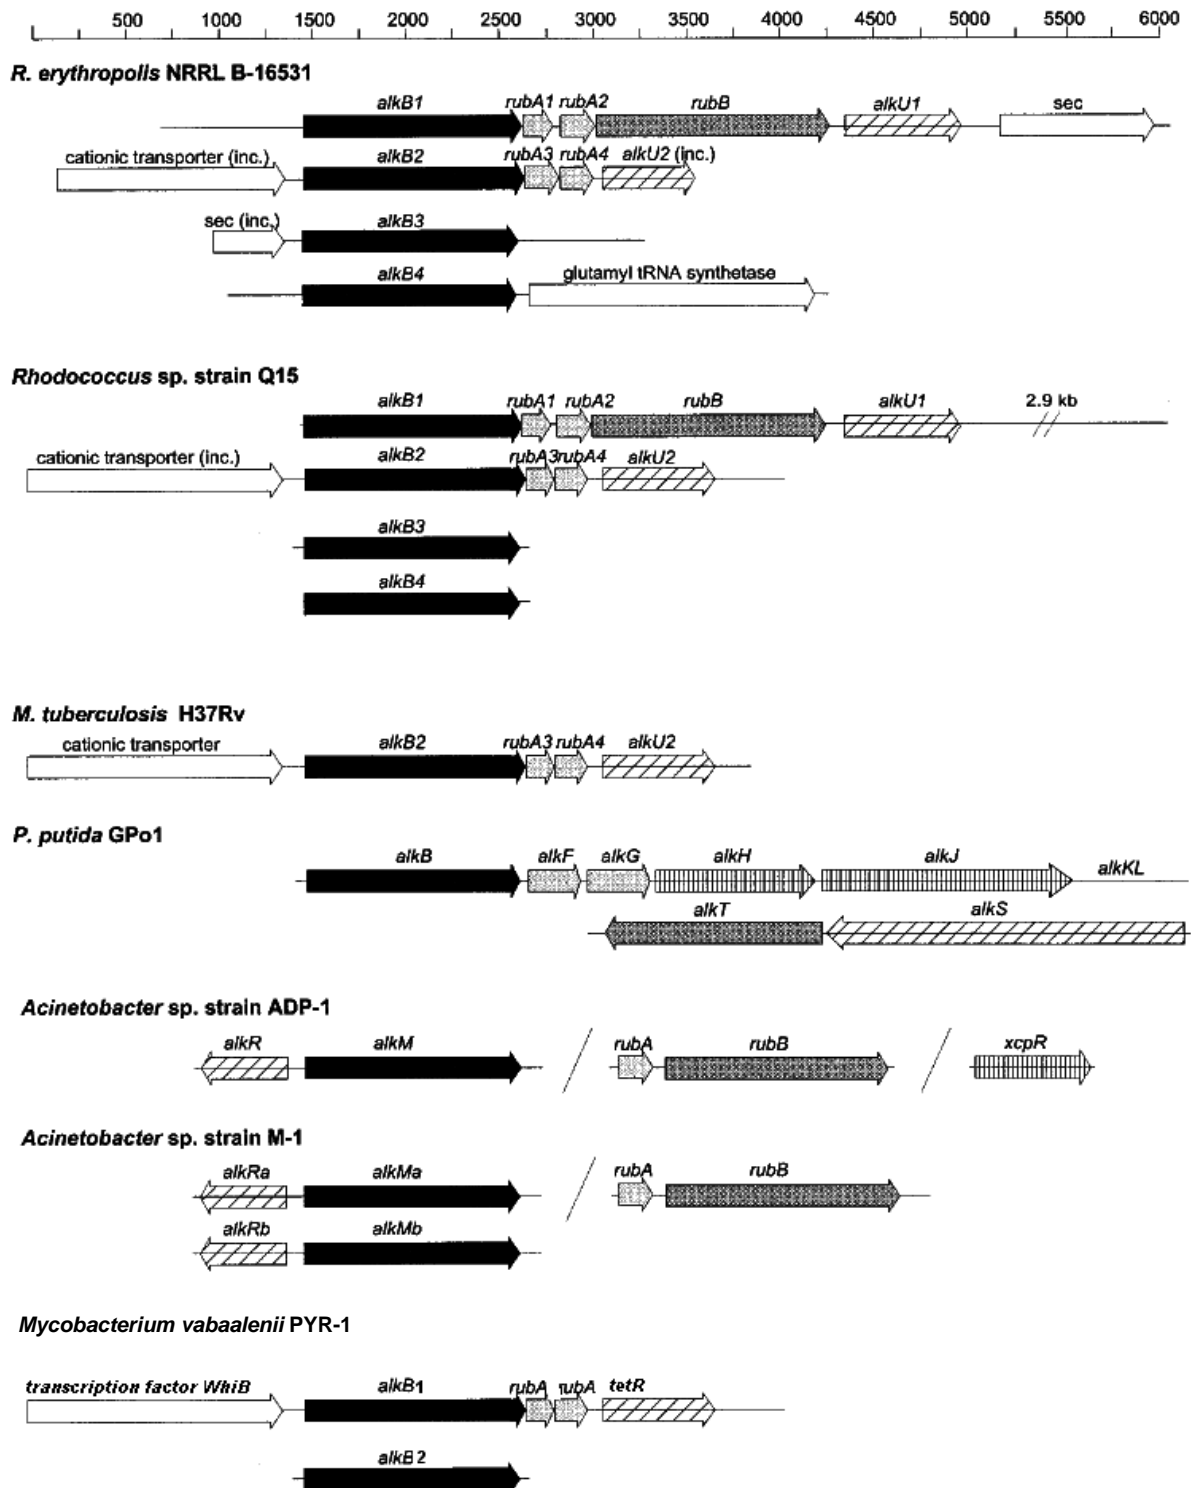 500 1000 1500 2000 2500 3000 3500 4000 4500 5000 5500 6000
R. erythropolis NRRL B-16531
alkB1 rubA1 rubA2 rubB alkU1 sec
cationic transporter (inc.) alkB2 rubA3 rubA4 alkU2 (inc.)
sec (inc.) alkB3
alkB4 glutamyl tRNA synthetase
Rhodococcus sp. strain Q15
alkB1 rubA1 rubA2 rubB alkU1 2.9 kb
cationic transporter (inc.) alkB2 rubA3 rubA4 alkU2
alkB3
alkB4
M. tuberculosis H37Rv
cationic transporter alkB2 rubA3 rubA4 alkU2
P. putida GPo1
alkB alkF alkG alkH alkJ alkKL
alkT alkS
Acinetobacter sp. strain ADP-1
alkR alkM rubA rubB xcpR
Acinetobacter sp. strain M-1
alkRa alkMa rubA rubB
alkRb alkMb
Mycobacterium vabaalenii PYR-1
transcription factor WhiB alkB1 rubA rubA tetR
alkB2